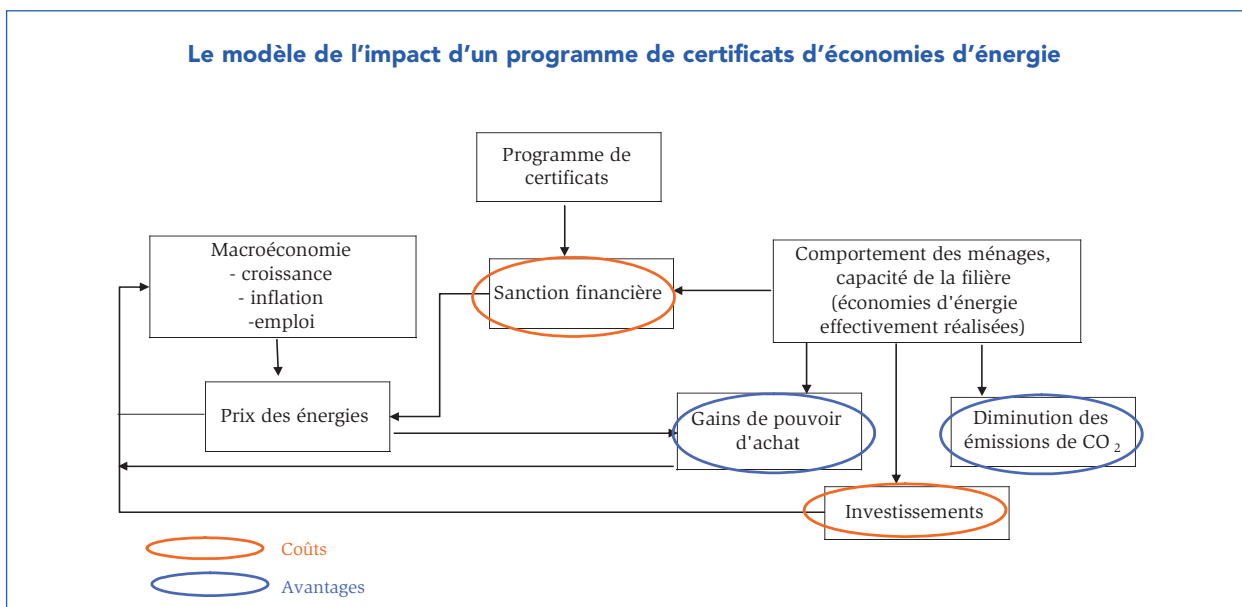 Le modèle de l'impact d'un programme de certificats d'économies d'énergie
Programme de
certificats
Macroéconomie
- croissance
- inflation
-emploi
Sanction financière
Comportement des ménages,
capacité de la filière
(économies d'énergie
effectivement réalisées)
Prix des énergies
Gains de pouvoir
d'achat
Diminution des
émissions de CO₂
Investissements
Coûts
Avantages